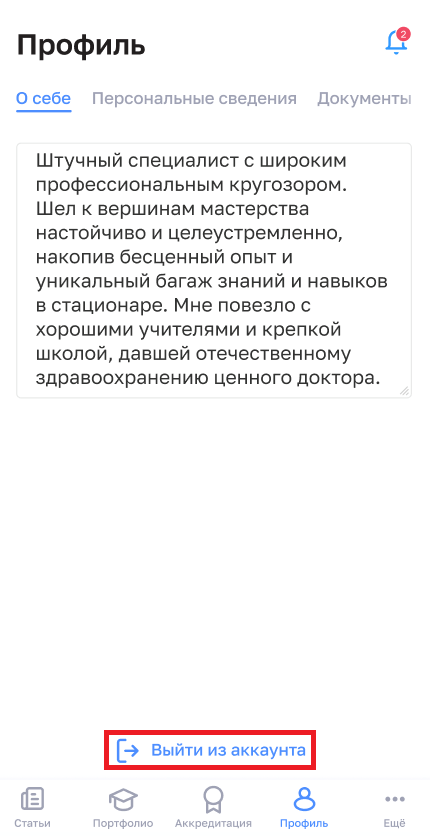 Профиль
2
О себе Персональные сведения Документы
Штучный специалист с широким
профессиональным кругозором.
Шел к вершинам мастерства
настойчиво и целеустремленно,
накопив бесценный опыт и
уникальный багаж знаний и навыков
в стационаре. Мне повезло с
хорошими учителями и крепкой
школой, давшей отечественному
здравоохранению ценного доктора.
Выйти из аккаунта
Статьи Портфолио Аккредитация Профиль Ещё